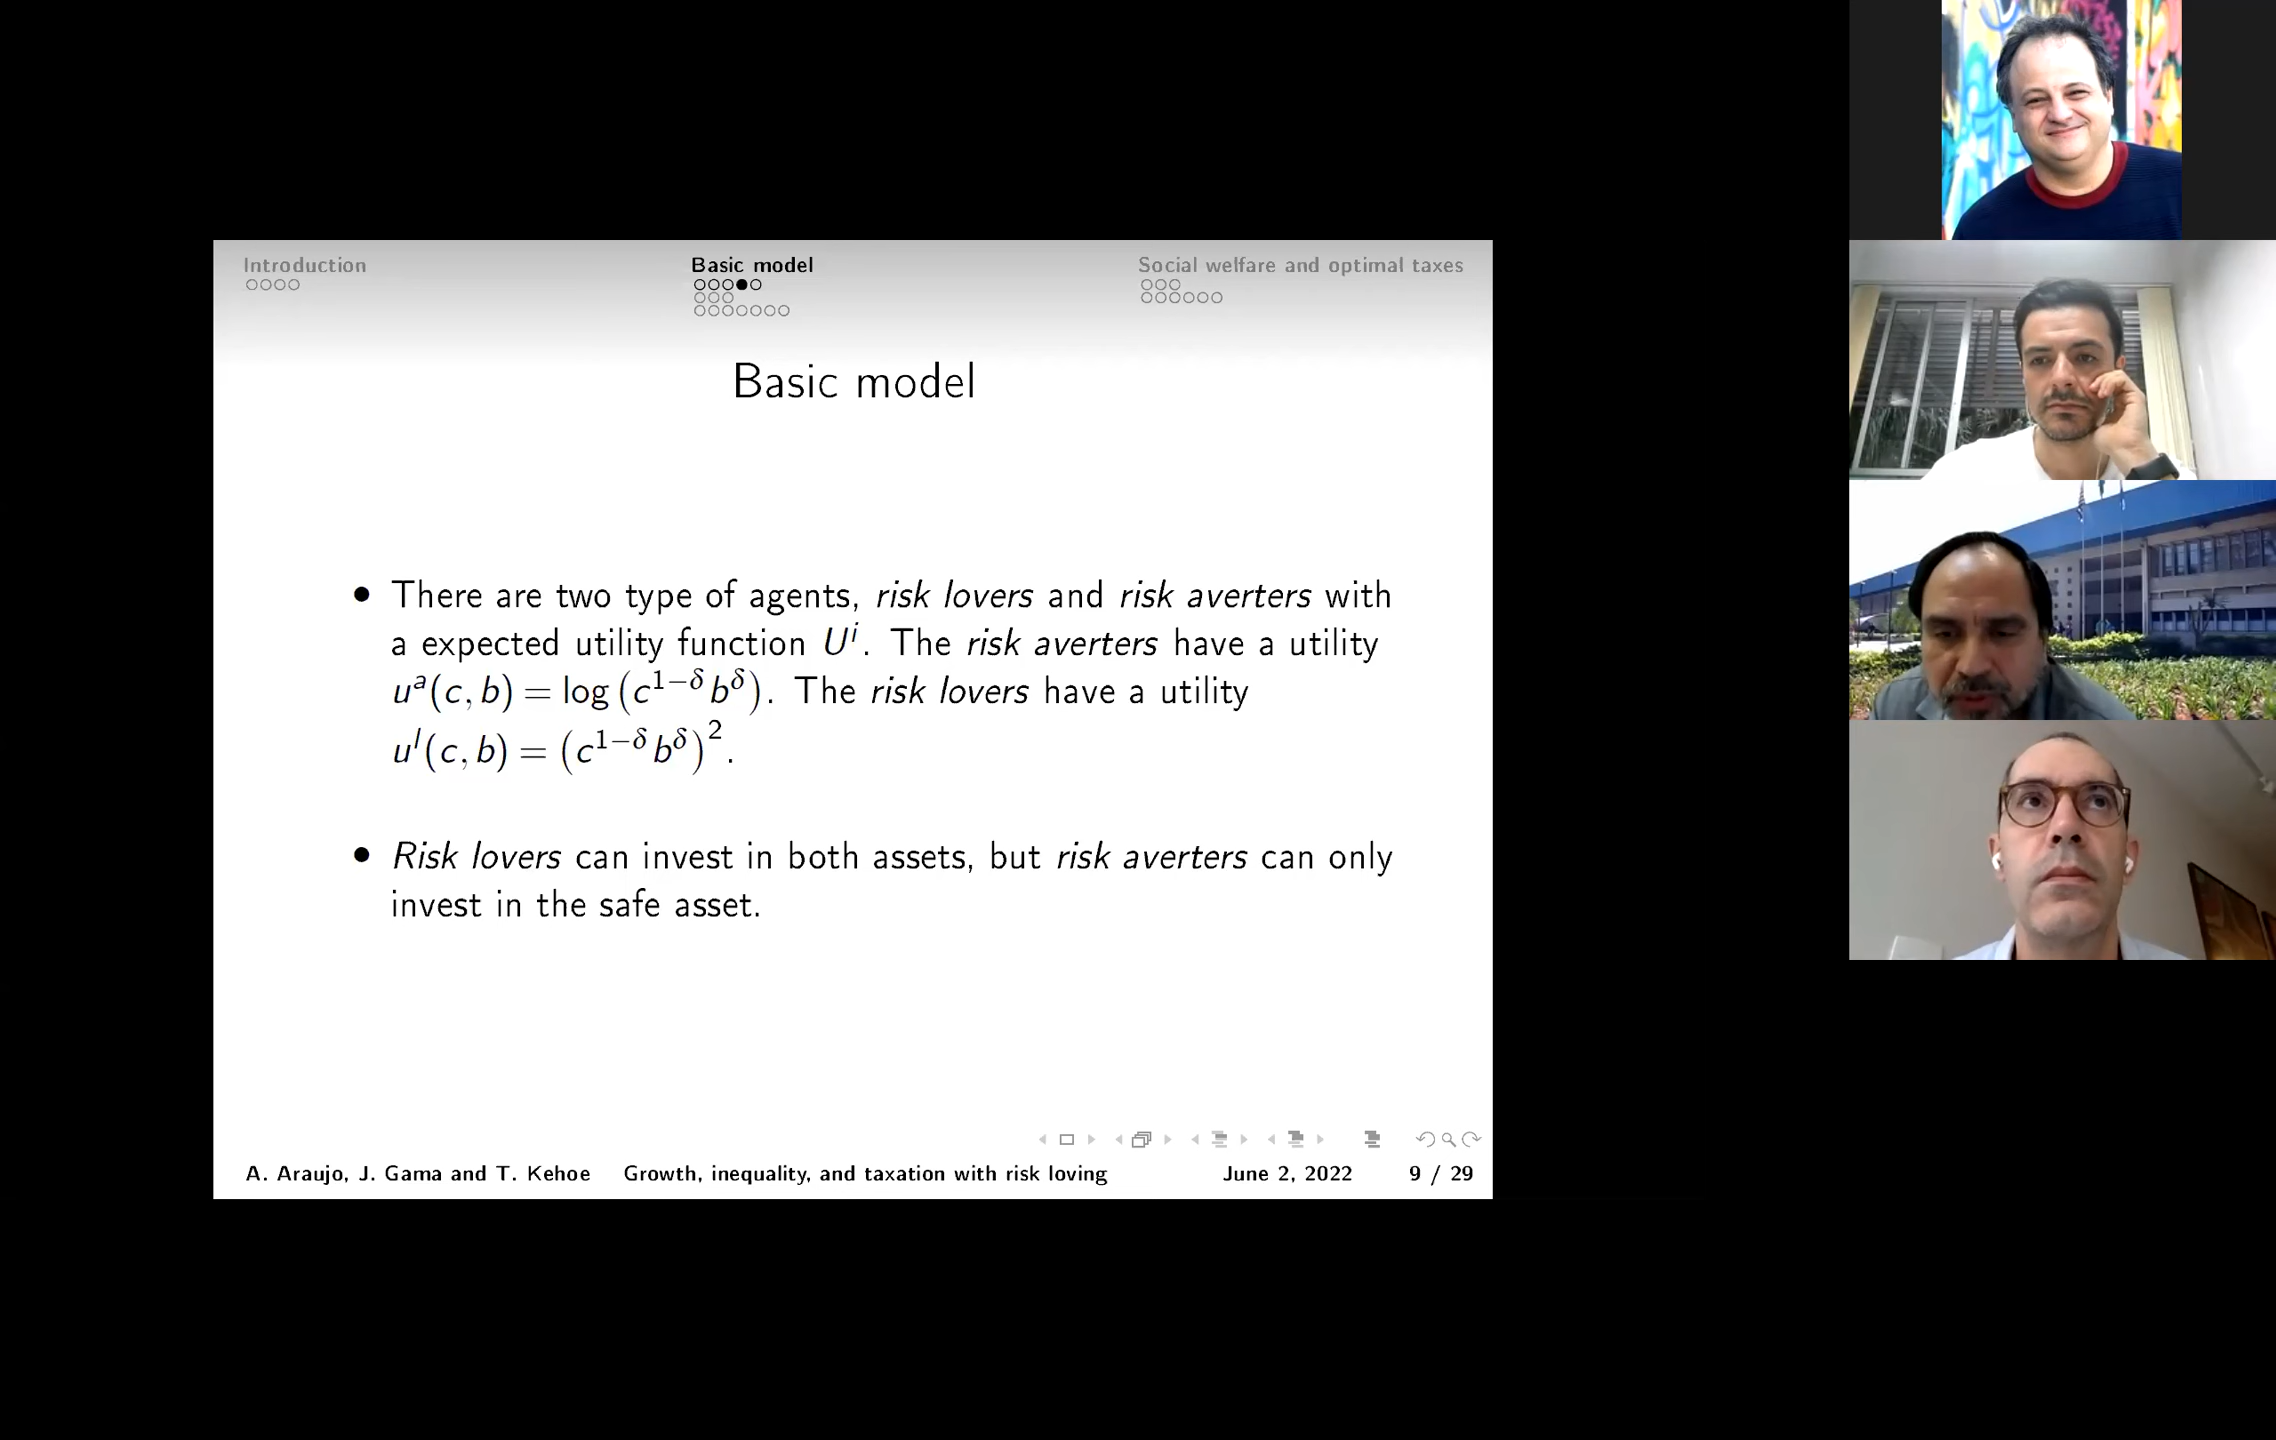 Introduction
Basic model
Social welfare and optimal taxes
Basic model
• There are two type of agents, risk lovers and risk averters with
a expected utility function Uⁱ. The risk averters have a utility
uᵃ(c, b) = log (c^{1−δ} b^δ). The risk lovers have a utility
uˡ(c, b) = (c^{1−δ} b^δ)².
• Risk lovers can invest in both assets, but risk averters can only
invest in the safe asset.
A. Araujo, J. Gama and T. Kehoe Growth, inequality, and taxation with risk loving June 2, 2022 9 / 29